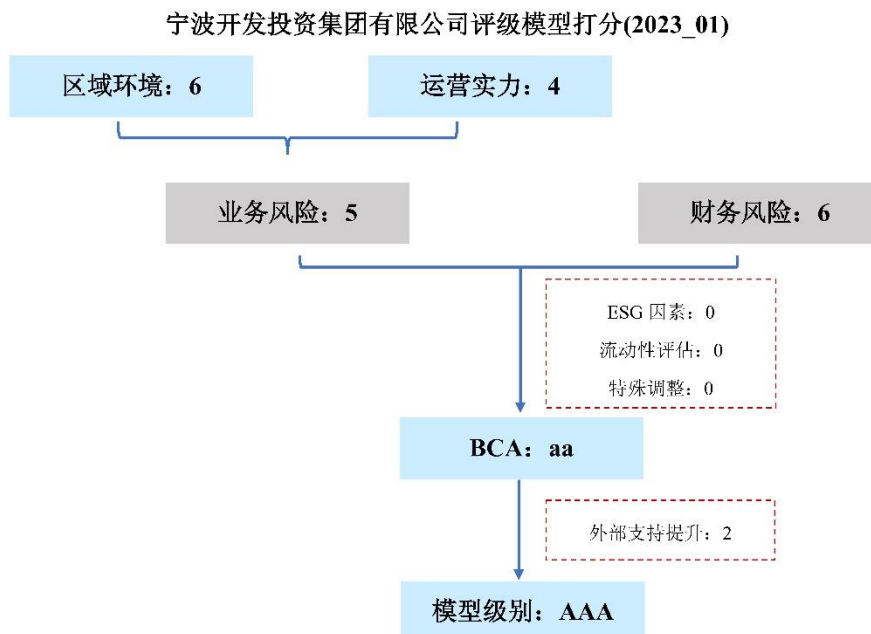 宁波开发投资集团有限公司评级模型打分(2023_01)
区域环境：6
运营实力：4
业务风险：5
财务风险：6
ESG 因素：0
流动性评估：0
特殊调整：0
BCA：aa
外部支持提升：2
模型级别：AAA